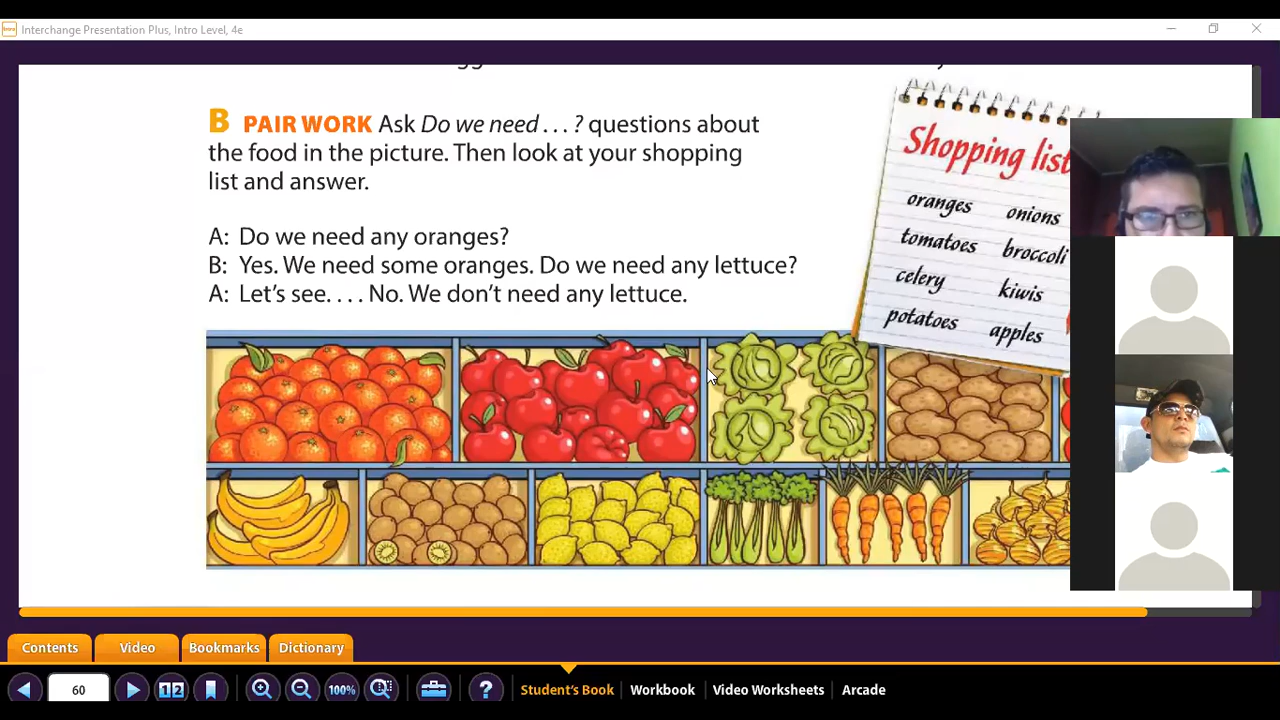 Interchange Presentation Plus, Intro Level, 4e
B PAIR WORK Ask Do we need . . . ? questions about
the food in the picture. Then look at your shopping
list and answer.
A: Do we need any oranges?
B: Yes. We need some oranges. Do we need any lettuce?
A: Let's see. . . . No. We don't need any lettuce.
Shopping list
oranges onions
tomatoes broccoli
celery kiwis
potatoes apples
Contents Video Bookmarks Dictionary
60 12 100% ? Student's Book Workbook Video Worksheets Arcade